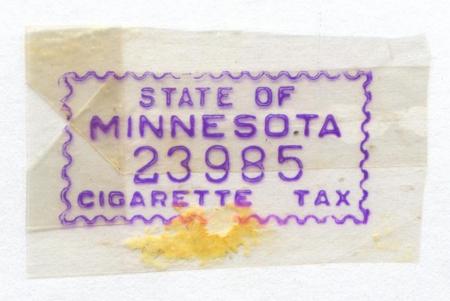 STATE OF
MINNESOTA
23985
CIGARETTE TAX